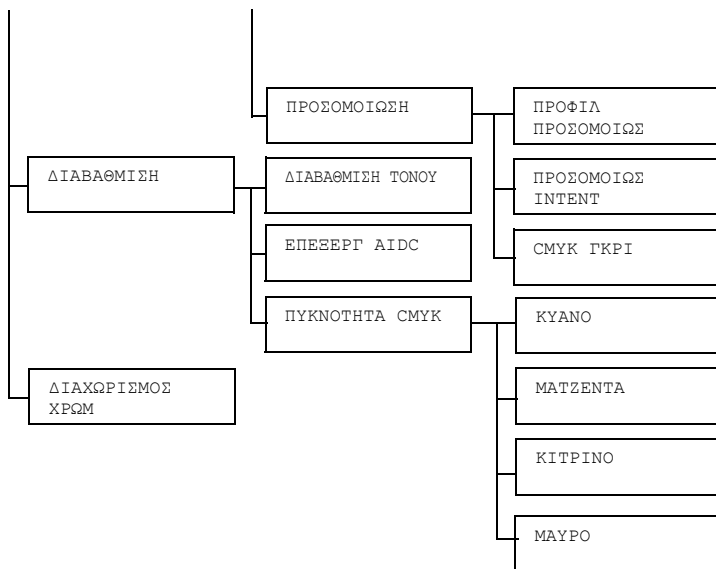 ΠΡΟΣΟΜΟΙΩΣΗ
ΠΡΟΦΙΛ
ΠΡΟΣΟΜΟΙΩΣ
ΔΙΑΒΑΘΜΙΣΗ
ΔΙΑΒΑΘΜΙΣΗ ΤΟΝΟΥ
ΠΡΟΣΟΜΟΙΩΣ
INTENT
ΕΠΕΞΕΡΓ AIDC
CMYK ΓΚΡΙ
ΠΥΚΝΟΤΗΤΑ CMYK
ΚΥΑΝΟ
ΔΙΑΧΩΡΙΣΜΟΣ
ΧΡΩΜ
ΜΑΤΖΕΝΤΑ
ΚΙΤΡΙΝΟ
ΜΑΥΡΟ